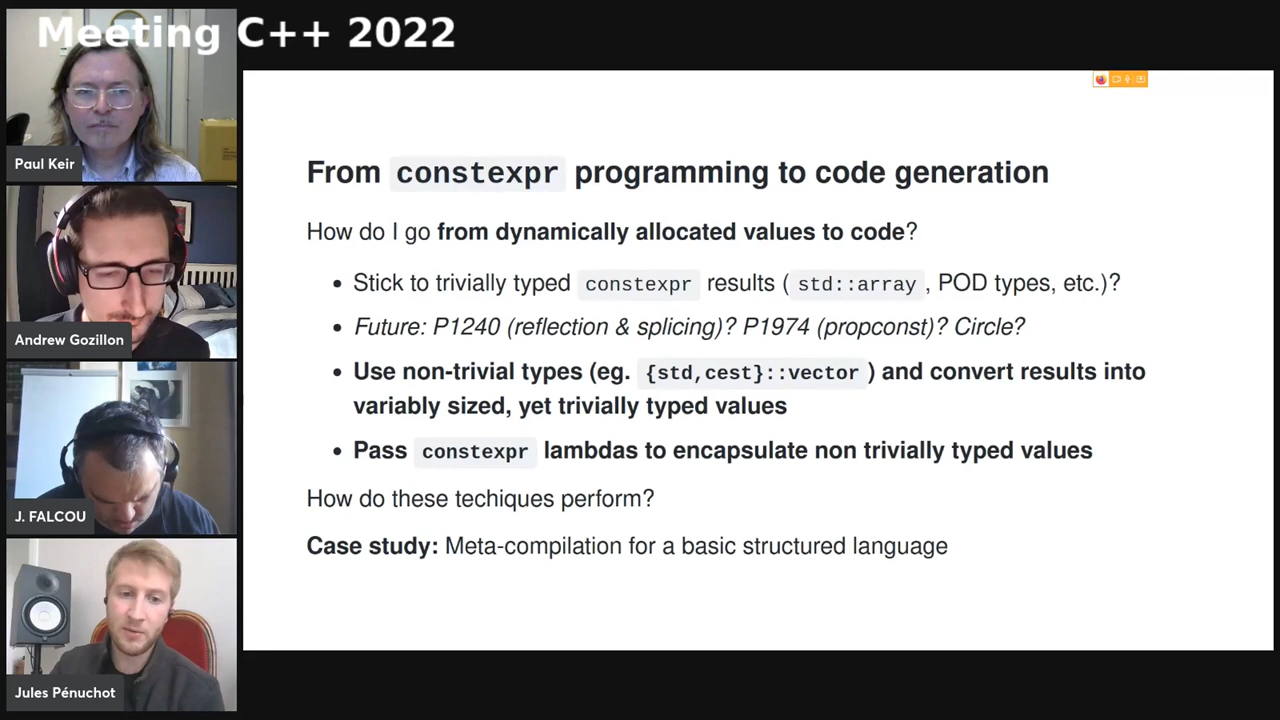 Meeting C++ 2022
Paul Keir
Andrew Gozillon
J. FALCOU
Jules Pénuchot
From constexpr programming to code generation
How do I go from dynamically allocated values to code?
• Stick to trivially typed constexpr results ( std::array , POD types, etc.)?
• Future: P1240 (reflection & splicing)? P1974 (propconst)? Circle?
• Use non-trivial types (eg. {std,cest}::vector ) and convert results into
variably sized, yet trivially typed values
• Pass constexpr lambdas to encapsulate non trivially typed values
How do these techiques perform?
Case study: Meta-compilation for a basic structured language